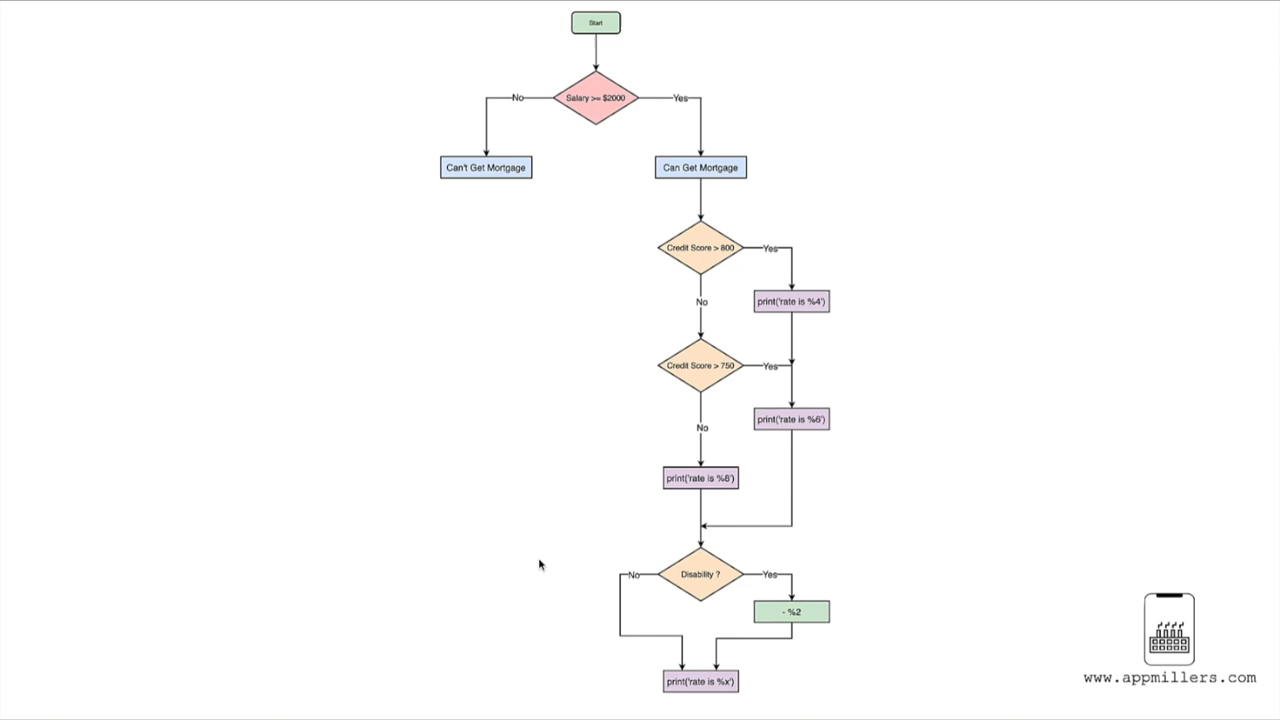 Start
Salary >= $2000
No
Yes
Can't Get Mortgage
Can Get Mortgage
Credit Score > 800
Yes
print('rate is %4')
No
Credit Score > 750
Yes
print('rate is %6')
No
print('rate is %8')
Disability ?
No
Yes
- %2
print('rate is %x')
www.appmillers.com